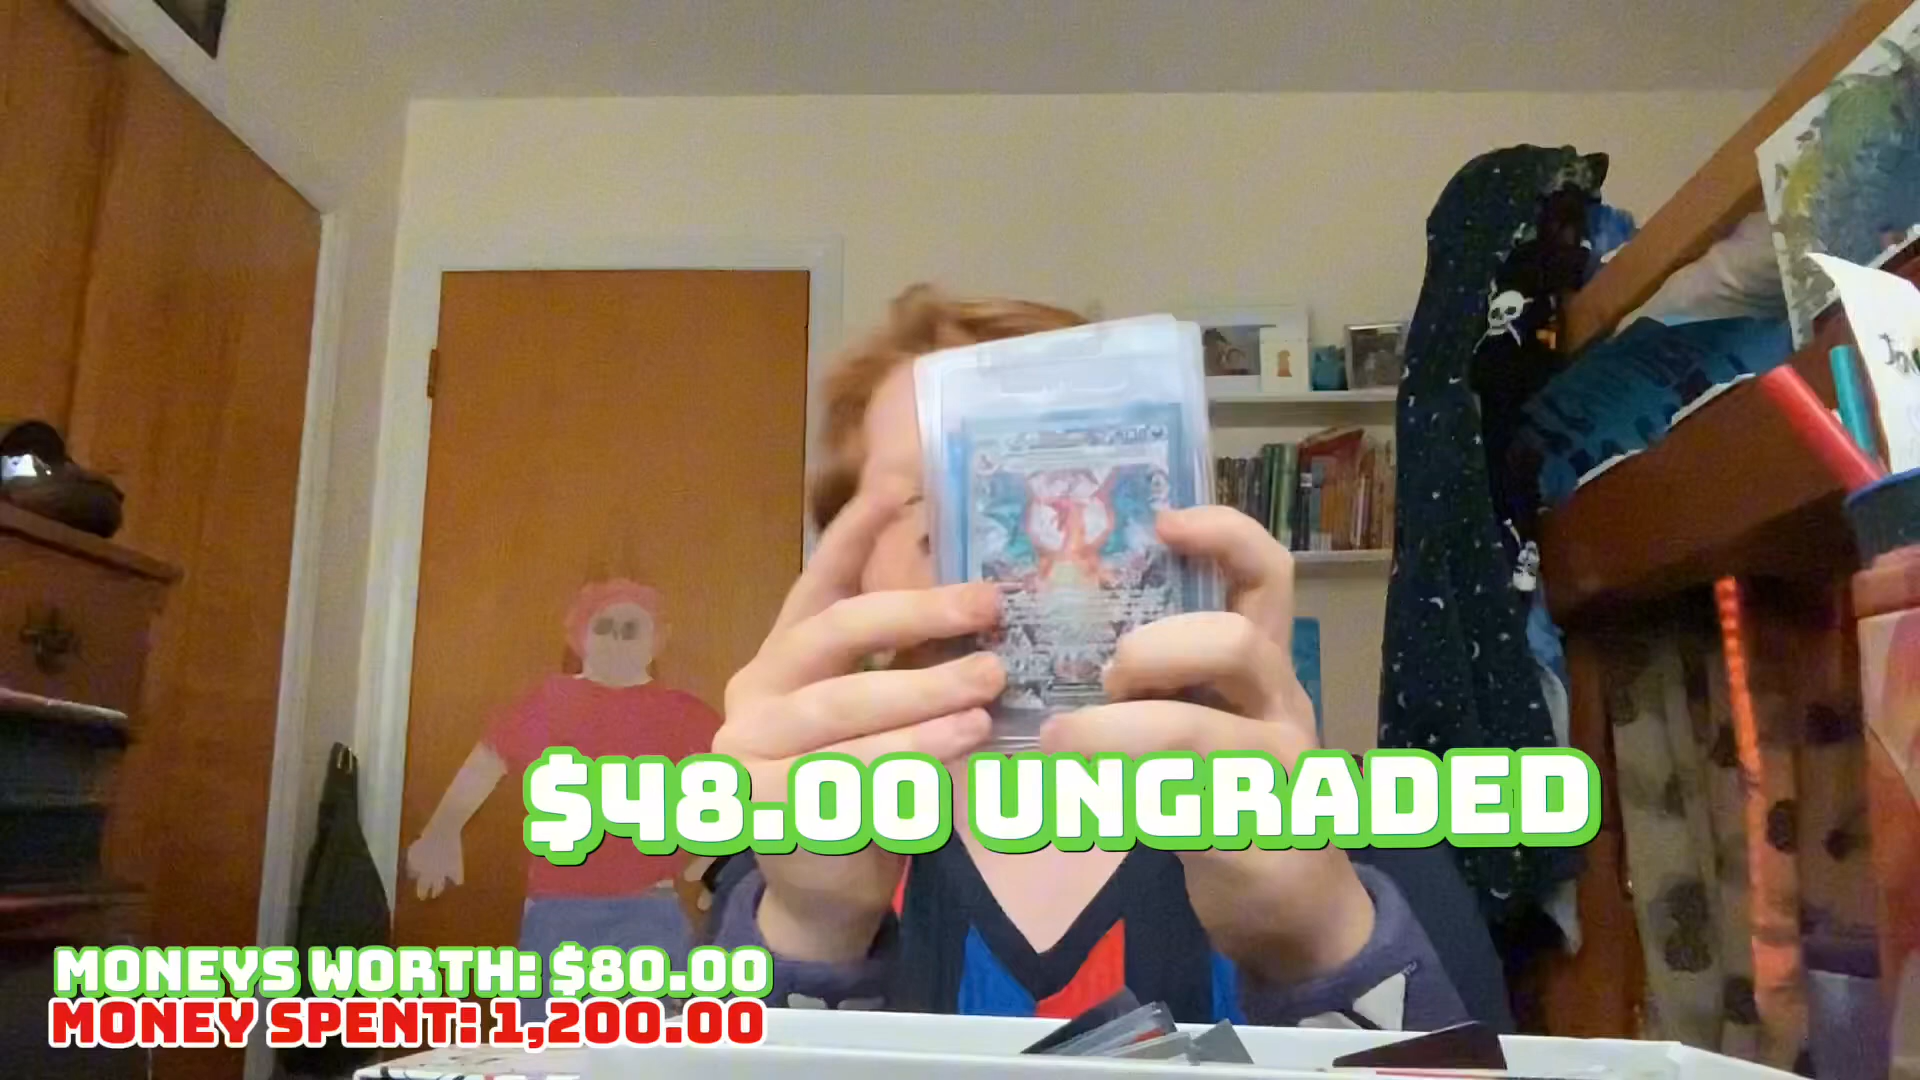 $48.00 UNGRADED
MONEYS WORTH: $80.00
MONEY SPENT: 1,200.00